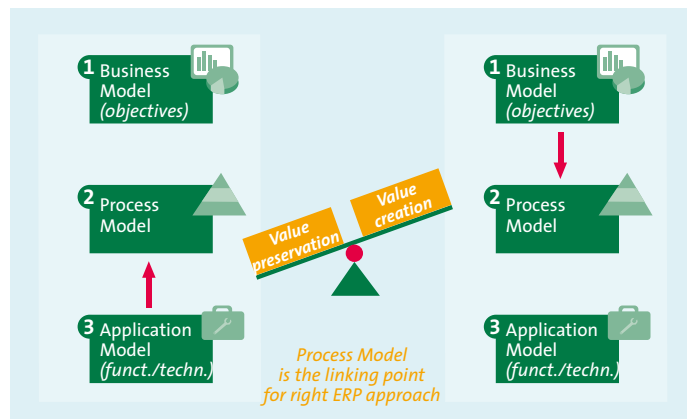 1 Business
Model
(objectives)
2 Process
Model
3 Application
Model
(funct./techn.)
Value
preservation
Value
creation
Process Model
is the linking point
for right ERP approach
1 Business
Model
(objectives)
2 Process
Model
3 Application
Model
(funct./techn.)